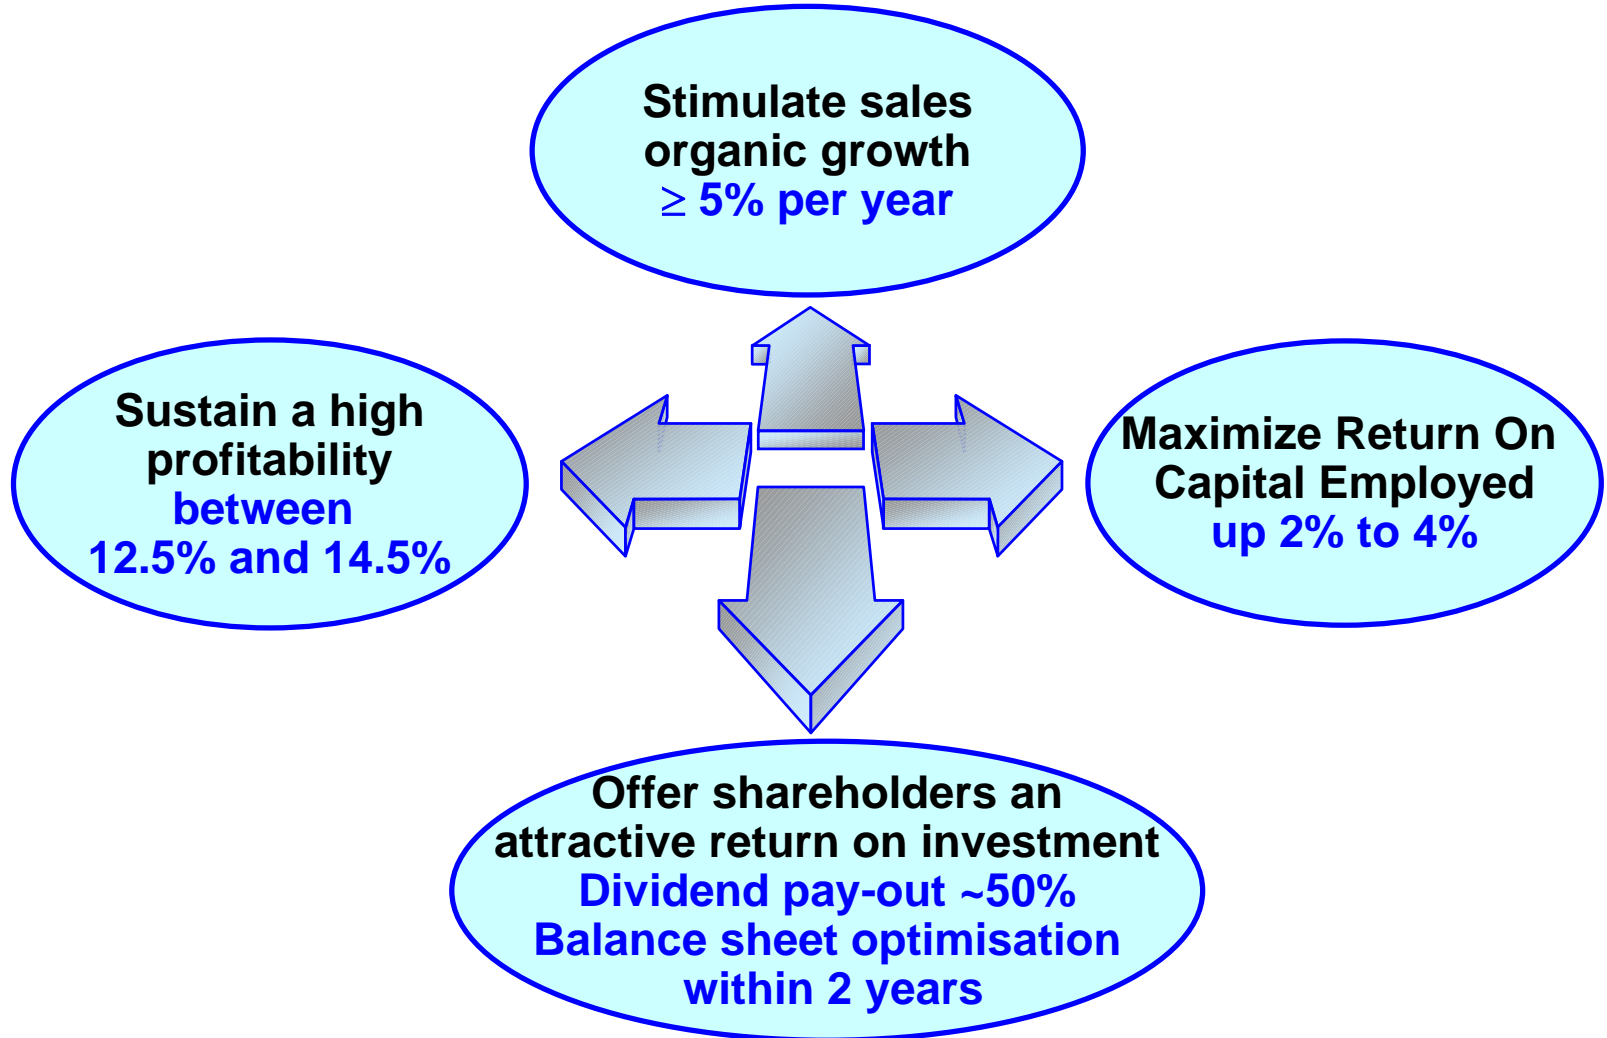 Stimulate sales
organic growth
≥ 5% per year
Sustain a high
profitability
between
12.5% and 14.5%
Maximize Return On
Capital Employed
up 2% to 4%
Offer shareholders an
attractive return on investment
Dividend pay-out ~50%
Balance sheet optimisation
within 2 years